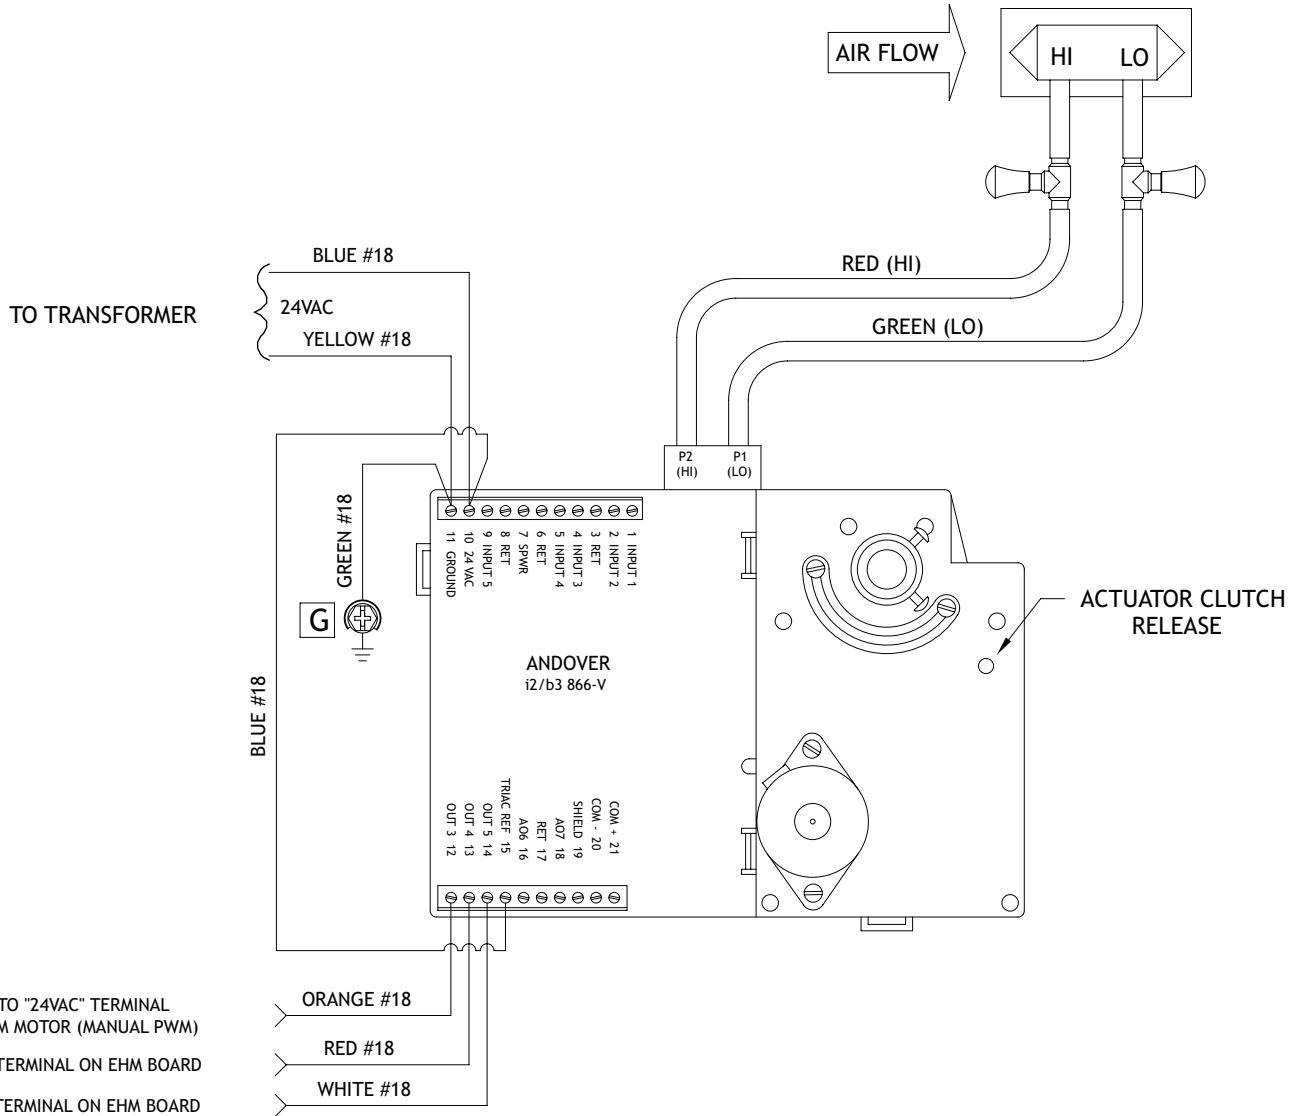 AIR FLOW
HI LO
BLUE #18
RED (HI)
TO TRANSFORMER
24VAC
YELLOW #18
GREEN (LO)
P2
(HI)
P1
(LO)
GREEN #18
11 GROUND
10 24 VAC
9 INPUT 5
8 RET
7 SPWR
6 RET
5 INPUT 4
4 INPUT 3
3 RET
2 INPUT 2
1 INPUT 1
G
ACTUATOR CLUTCH
RELEASE
ANDOVER
i2/b3 866-V
BLUE #18
OUT 3 12
OUT 4 13
OUT 5 14
TRIAC REF 15
AO6 16
RET 17
AO7 18
SHIELD 19
COM - 20
COM + 21
TO "24VAC" TERMINAL
M MOTOR (MANUAL PWM)
ORANGE #18
TERMINAL ON EHM BOARD
RED #18
TERMINAL ON EHM BOARD
WHITE #18